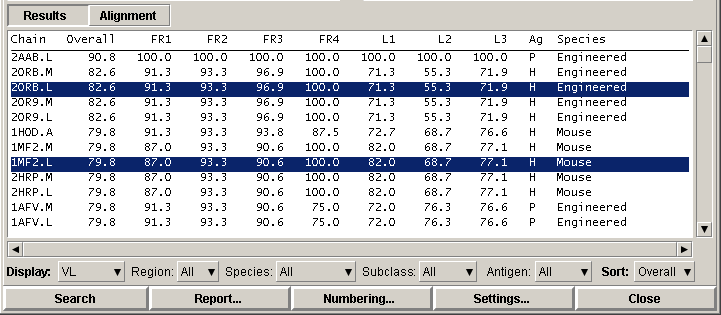 Results Alignment
Chain Overall FR1 FR2 FR3 FR4 L1 L2 L3 Ag Species
2AAB.L 90.8 100.0 100.0 100.0 100.0 100.0 100.0 100.0 P Engineered
2ORB.M 82.6 91.3 93.3 96.9 100.0 71.3 55.3 71.9 H Engineered
2ORB.L 82.6 91.3 93.3 96.9 100.0 71.3 55.3 71.9 H Engineered
2OR9.M 82.6 91.3 93.3 96.9 100.0 71.3 55.3 71.9 H Engineered
2OR9.L 82.6 91.3 93.3 96.9 100.0 71.3 55.3 71.9 H Engineered
1HOD.A 79.8 91.3 93.3 93.8 87.5 72.7 68.7 76.6 H Mouse
1MF2.M 79.8 87.0 93.3 90.6 100.0 82.0 68.7 77.1 H Mouse
1MF2.L 79.8 87.0 93.3 90.6 100.0 82.0 68.7 77.1 H Mouse
2HRP.M 79.8 87.0 93.3 90.6 100.0 82.0 68.7 77.1 H Mouse
2HRP.L 79.8 87.0 93.3 90.6 100.0 82.0 68.7 77.1 H Mouse
1AFV.M 79.8 91.3 93.3 90.6 75.0 72.0 76.3 76.6 P Engineered
1AFV.L 79.8 91.3 93.3 90.6 75.0 72.0 76.3 76.6 P Engineered
Display: VL Region: All Species: All Subclass: All Antigen: All Sort: Overall
Search Report... Numbering... Settings... Close